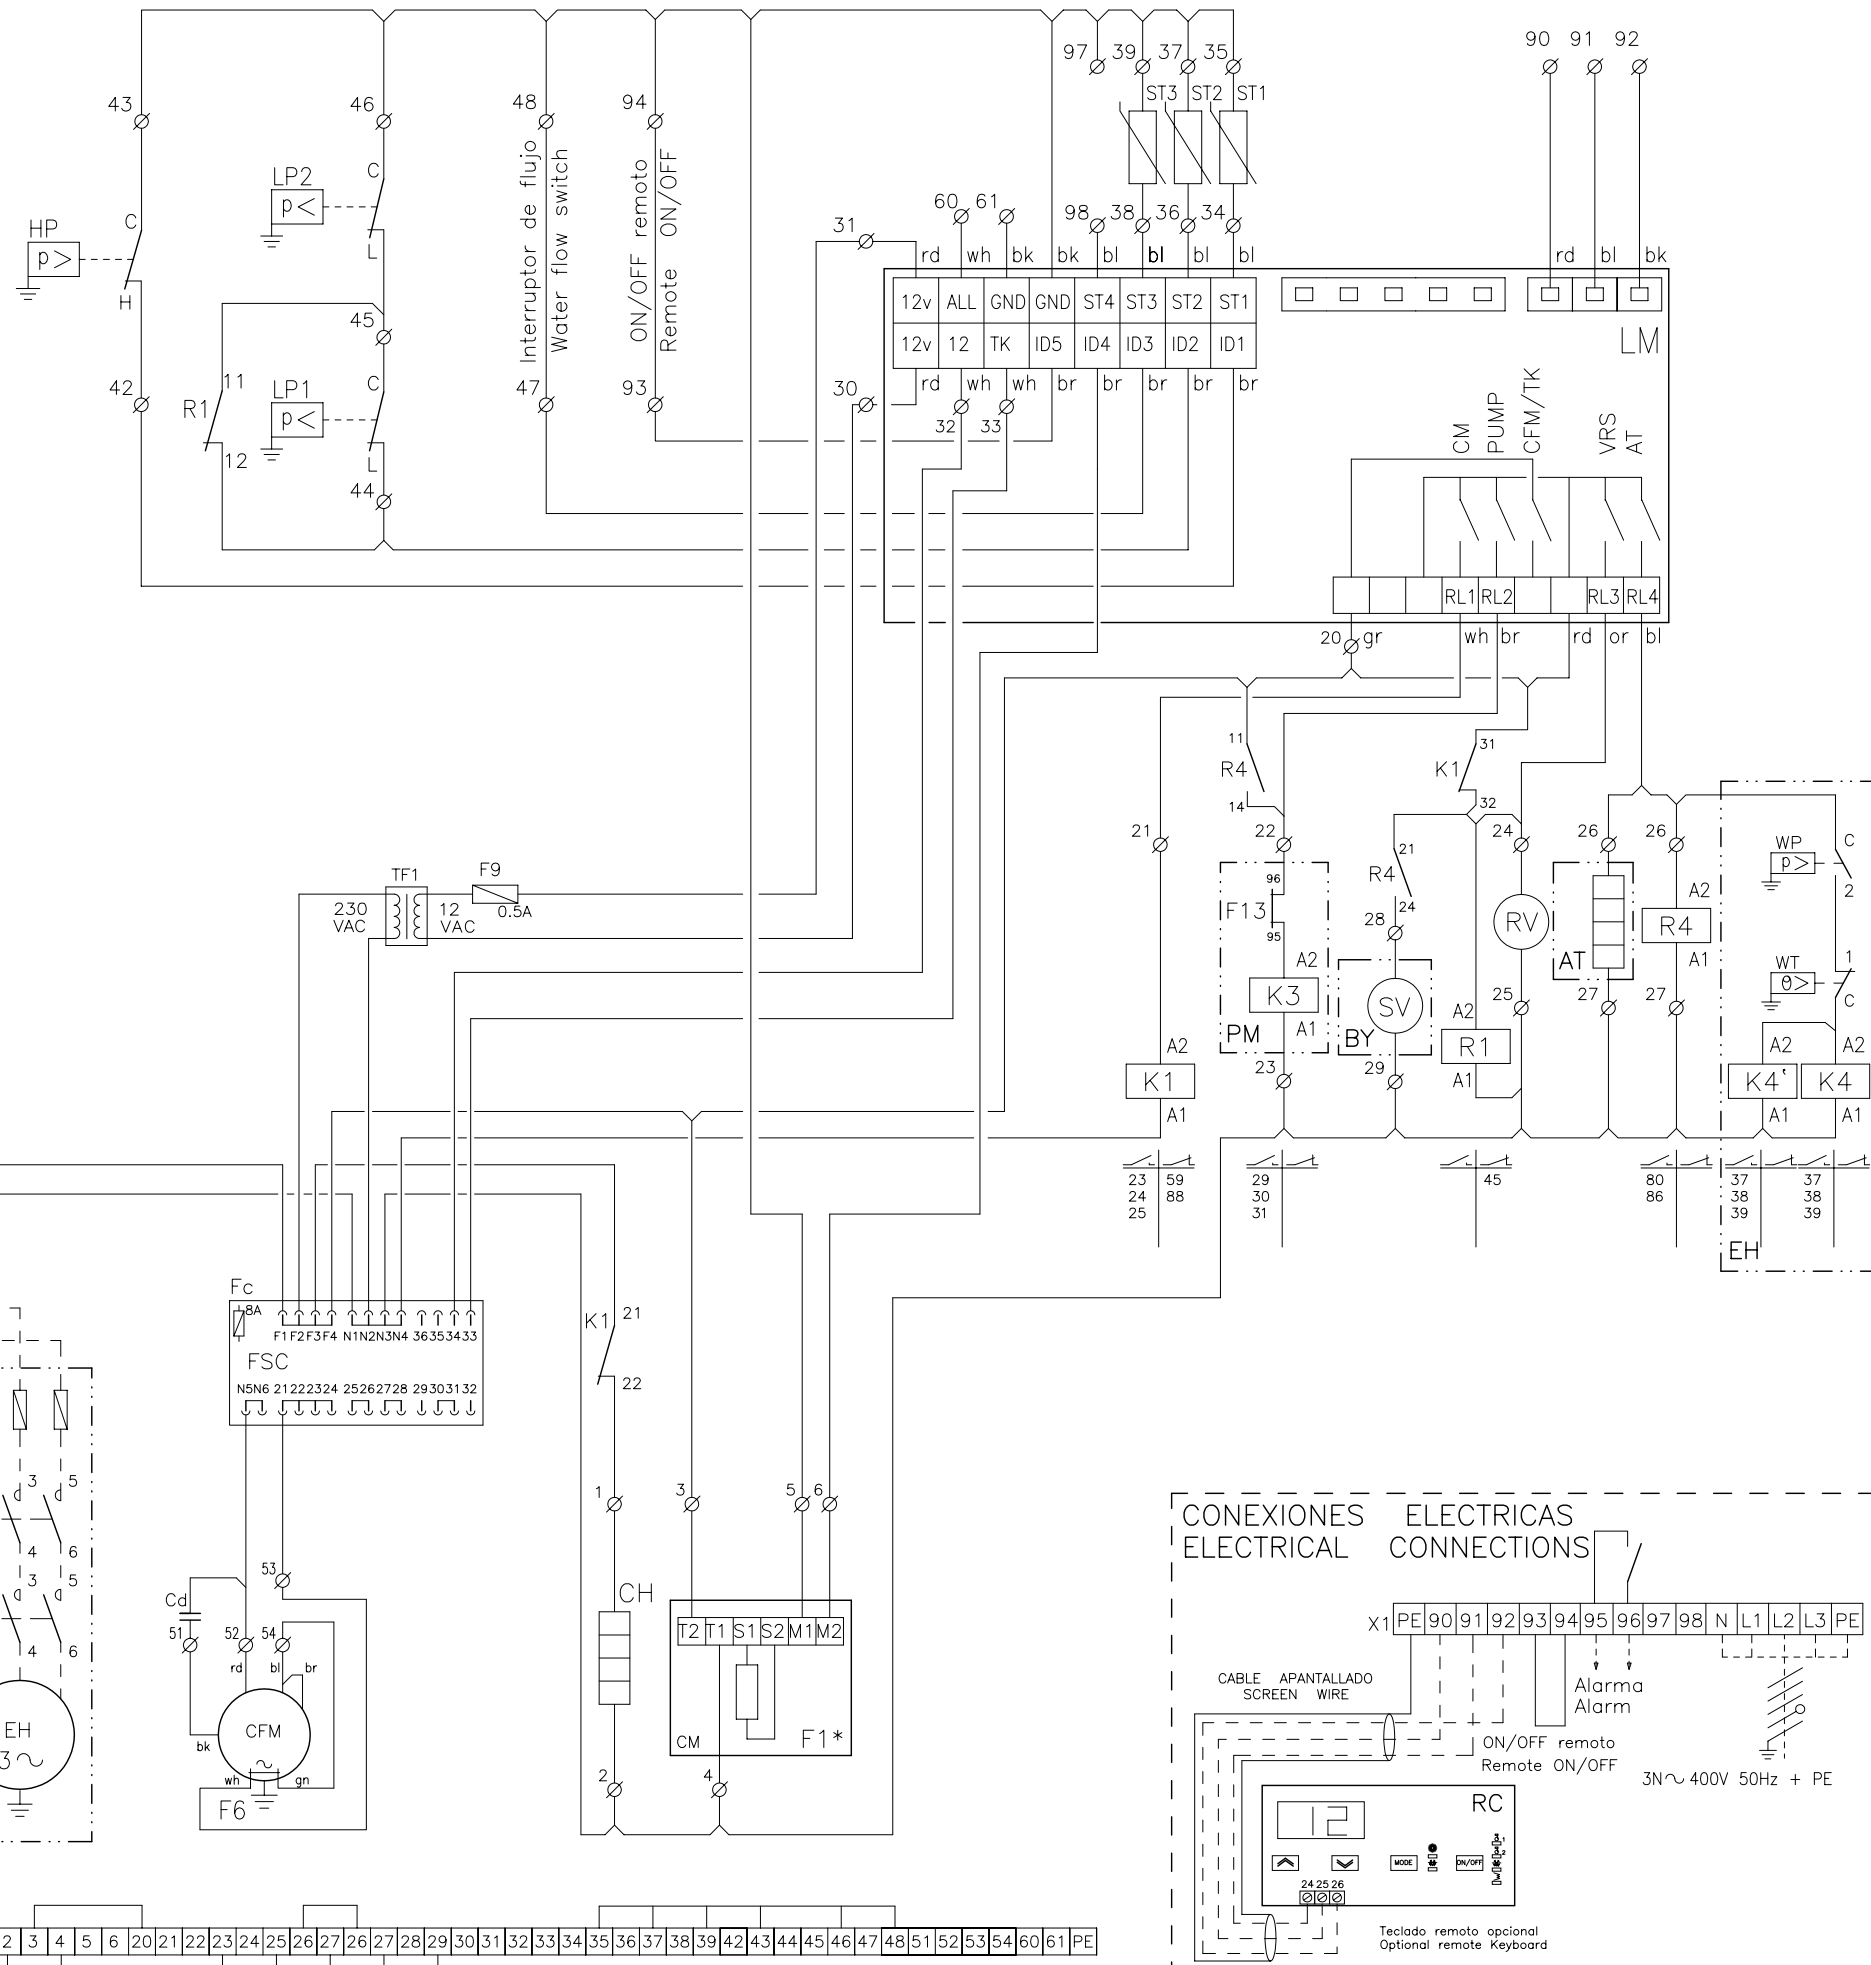 97 39 37 35 90 91 92
ST3 ST2 ST1
43 46 48 94
LP2 C
p<
L
HP C
p>
H
Interruptor de flujo
Water flow switch
ON/OFF remoto
Remote ON/OFF
31 60 61 98 38 36 34
rd wh bk bk bl bl bl bl rd bl bk
12v ALL GND GND ST4 ST3 ST2 ST1
12v 12 TK ID5 ID4 ID3 ID2 ID1
LM
rd wh wh br br br br br
45
42 R1 11 LP1 C 47 93 30
p<
12 L
32 33
44
CM PUMP CFM/TK VRS AT
RL1 RL2 RL3 RL4
20 gr wh br rd or bl
11 31
R4 K1
14 32
21 22 24 26 26 WP C
p>
2
21
R4
24
96
F13
95
28 RV A2
R4
A1
TF1 F9
230 VAC 12 VAC 0.5A
AT
WT 1
θ>
C
A2
K3
A1
PM
SV
BY
25 27 27
A2
R1
A1
23 29
A2 A2 A2
K1 K4' K4
A1 A1 A1
23 59 29 45 80 37 37
24 88 30 86 38 38
25 31 39 39
EH
Fc
8A
F1 F2 F3 F4 N1 N2 N3 N4 36 35 34 33
FSC
N5 N6 21 22 23 24 25 26 27 28 29 30 31 32
K1 21
22
3 5
4 6
3 5
4 6
1 3 5 6
53
Cd
51 52 54
rd bl br
CFM
bk
wh gn
F6
EH
3~
CH
T2 T1 S1 S2 M1 M2
CM F1*
2 4
CONEXIONES ELECTRICAS
ELECTRICAL CONNECTIONS
X1 PE 90 91 92 93 94 95 96 97 98 N L1 L2 L3 PE
CABLE APANTALLADO
SCREEN WIRE
Alarma
Alarm
ON/OFF remoto
Remote ON/OFF
3N~ 400V 50Hz + PE
RC
12
MODE ON/OFF
24 25 26
Teclado remoto opcional
Optional remote Keyboard
2 3 4 5 6 20 21 22 23 24 25 26 27 26 27 28 29 30 31 32 33 34 35 36 37 38 39 42 43 44 45 46 47 48 51 52 53 54 60 61 PE